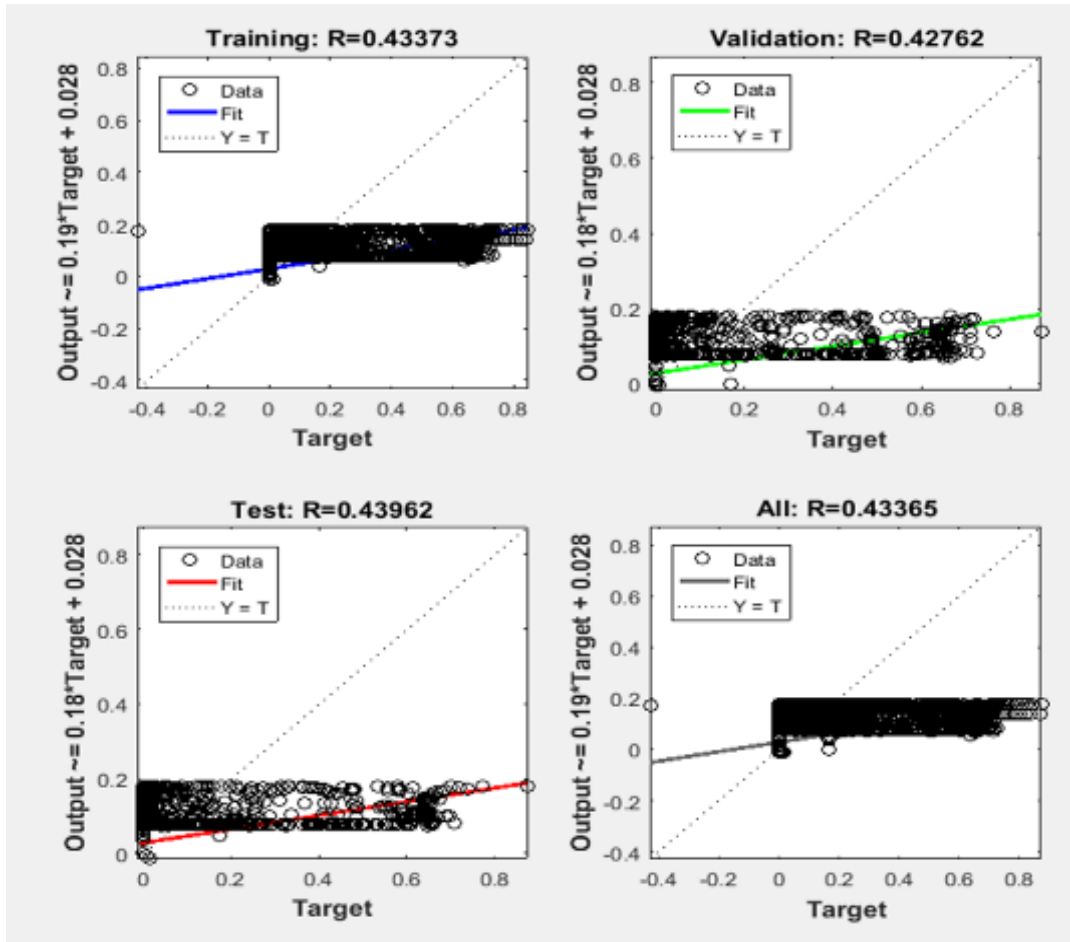 Training: R=0.43373
Output ~= 0.19*Target + 0.028
0.8
0.6
0.4
0.2
0
-0.2
-0.4
Data
Fit
Y = T
-0.4 -0.2 0 0.2 0.4 0.6 0.8
Target
Validation: R=0.42762
Output ~= 0.18*Target + 0.028
0.8
0.6
0.4
0.2
0
Data
Fit
Y = T
0 0.2 0.4 0.6 0.8
Target
Test: R=0.43962
Output ~= 0.18*Target + 0.028
0.8
0.6
0.4
0.2
0
Data
Fit
Y = T
0 0.2 0.4 0.6 0.8
Target
All: R=0.43365
Output ~= 0.19*Target + 0.028
0.8
0.6
0.4
0.2
0
-0.2
-0.4
Data
Fit
Y = T
-0.4 -0.2 0 0.2 0.4 0.6 0.8
Target